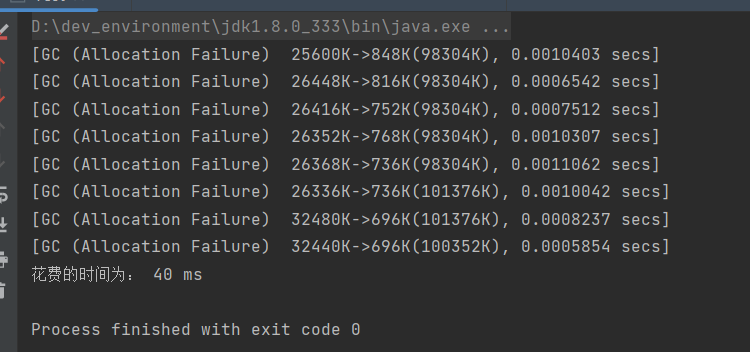 D:\dev_environment\jdk1.8.0_333\bin\java.exe ...
[GC (Allocation Failure)  25600K->848K(98304K), 0.0010403 secs]
[GC (Allocation Failure)  26448K->816K(98304K), 0.0006542 secs]
[GC (Allocation Failure)  26416K->752K(98304K), 0.0007512 secs]
[GC (Allocation Failure)  26352K->768K(98304K), 0.0010307 secs]
[GC (Allocation Failure)  26368K->736K(98304K), 0.0011062 secs]
[GC (Allocation Failure)  26336K->736K(101376K), 0.0010042 secs]
[GC (Allocation Failure)  32480K->696K(101376K), 0.0008237 secs]
[GC (Allocation Failure)  32440K->696K(100352K), 0.0005854 secs]
花费的时间为： 40 ms
Process finished with exit code 0